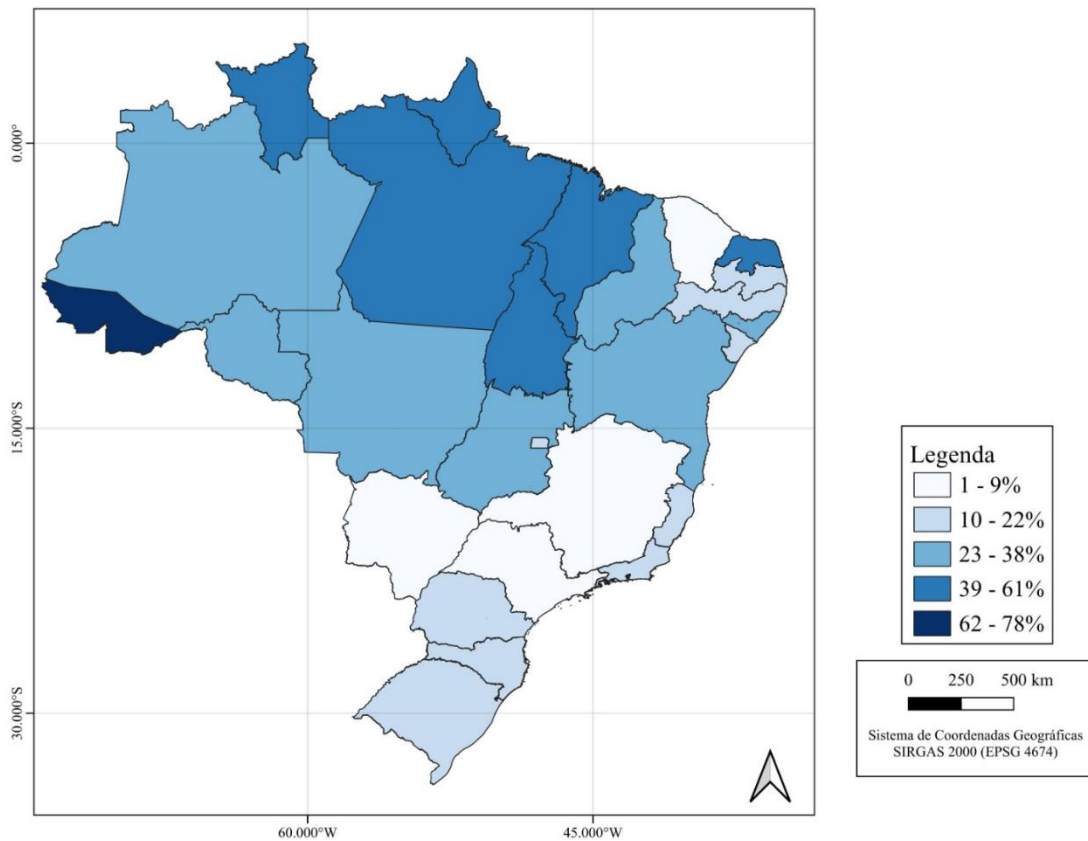 0.000°
15.000°S
30.000°S
60.000°W
45.000°W
Legenda
1 - 9%
10 - 22%
23 - 38%
39 - 61%
62 - 78%
0 250 500 km
Sistema de Coordenadas Geográficas
SIRGAS 2000 (EPSG 4674)